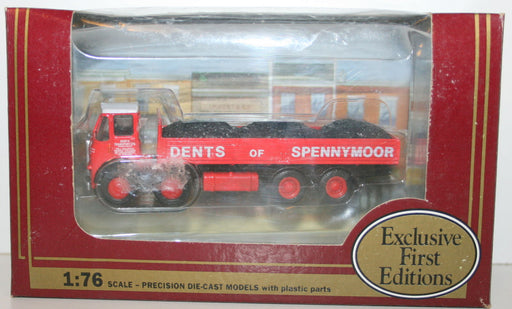 DENTS OF SPENNYMOOR
Exclusive
First
Editions
1:76 SCALE – PRECISION DIE-CAST MODELS with plastic parts